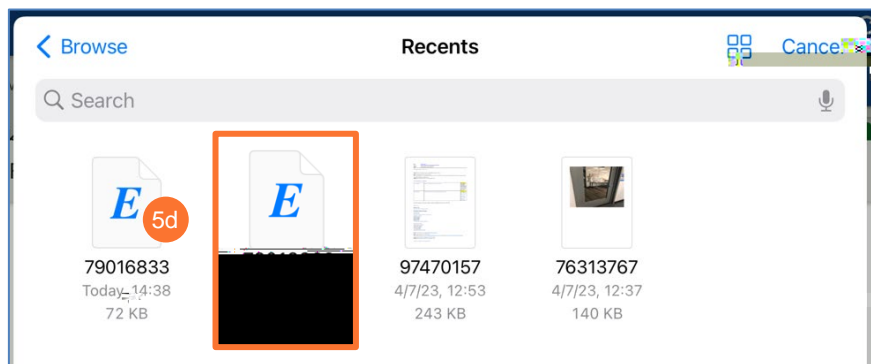 Browse
Recents
Cancel
Search
E
5d
E
79016833
97470157
76313767
Today, 14:38
4/7/23, 12:53
4/7/23, 12:37
72 KB
243 KB
140 KB